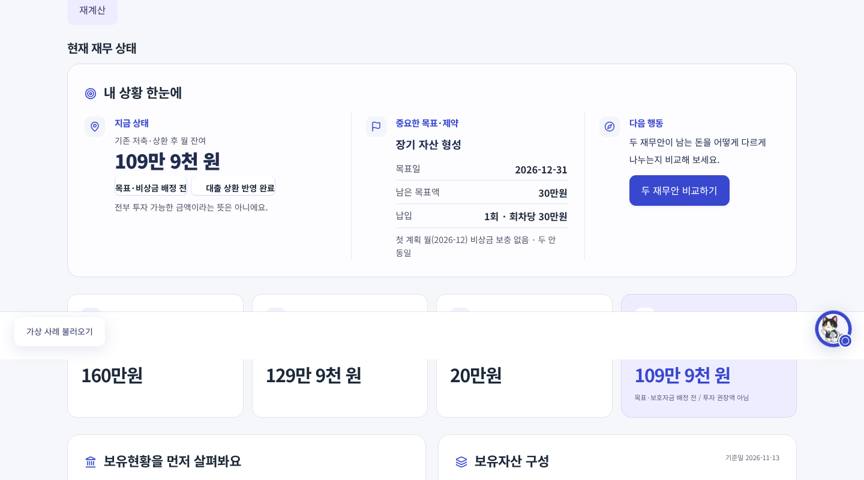 재계산
현재 재무 상태
내 상황 한눈에
지금 상태
기존 저축·상환 후 월 잔여
109만 9천 원
목표·비상금 배정 전
대출 상환 반영 완료
전부 투자 가능한 금액이라는 뜻은 아니에요.
중요한 목표·제약
장기 자산 형성
목표일 2026-12-31
남은 목표액 30만원
납입 1회 · 회차당 30만원
첫 계획 월(2026-12) 비상금 보충 없음 · 두 안
동일
다음 행동
두 재무안이 남는 돈을 어떻게 다르게
나누는지 비교해 보세요.
두 재무안 비교하기
가상 사례 불러오기
160만원
129만 9천 원
20만원
109만 9천 원
목표·보호자금 배정 전 / 투자 권장액 아님
보유현황을 먼저 살펴봐요
보유자산 구성
기준일 2026-11-13